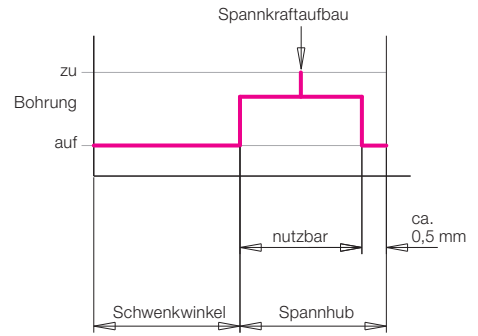 Spannkraftaufbau
zu
Bohrung
auf
ca.
0,5 mm
nutzbar
Schwenkwinkel
Spannhub